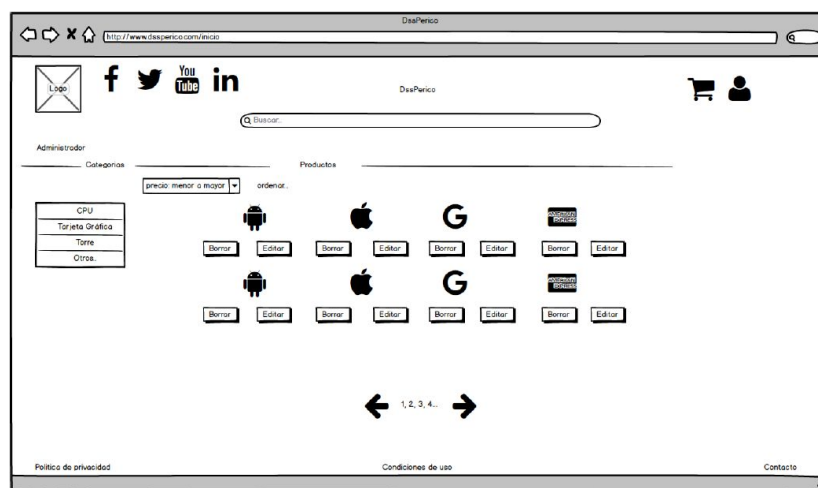 DssPerico
http://www.dssperico.com/inicio
Logo
You
Tube
in
DssPerico
Buscar..
Administrador
Categorias
Productos
precio: menor a mayor
ordenar..
CPU
Tarjeta Gráfica
Torre
Otros..
Borrar Editar Borrar Editar Borrar Editar Borrar Editar
Borrar Editar Borrar Editar Borrar Editar Borrar Editar
1, 2, 3, 4...
Politica de privacidad
Condiciones de uso
Contacto